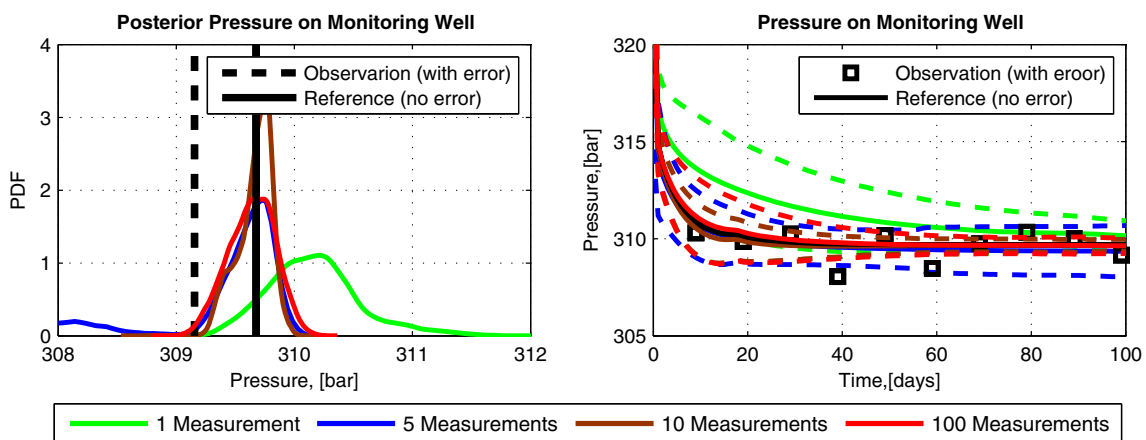 Posterior Pressure on Monitoring Well
4
3
2
1
0
PDF
Observarion (with error)
Reference (no error)
308 309 310 311 312
Pressure, [bar]
Pressure on Monitoring Well
320
315
310
305
Pressure,[bar]
Observation (with eroor)
Reference (no error)
0 20 40 60 80 100
Time,[days]
1 Measurement 5 Measurements 10 Measurements 100 Measurements